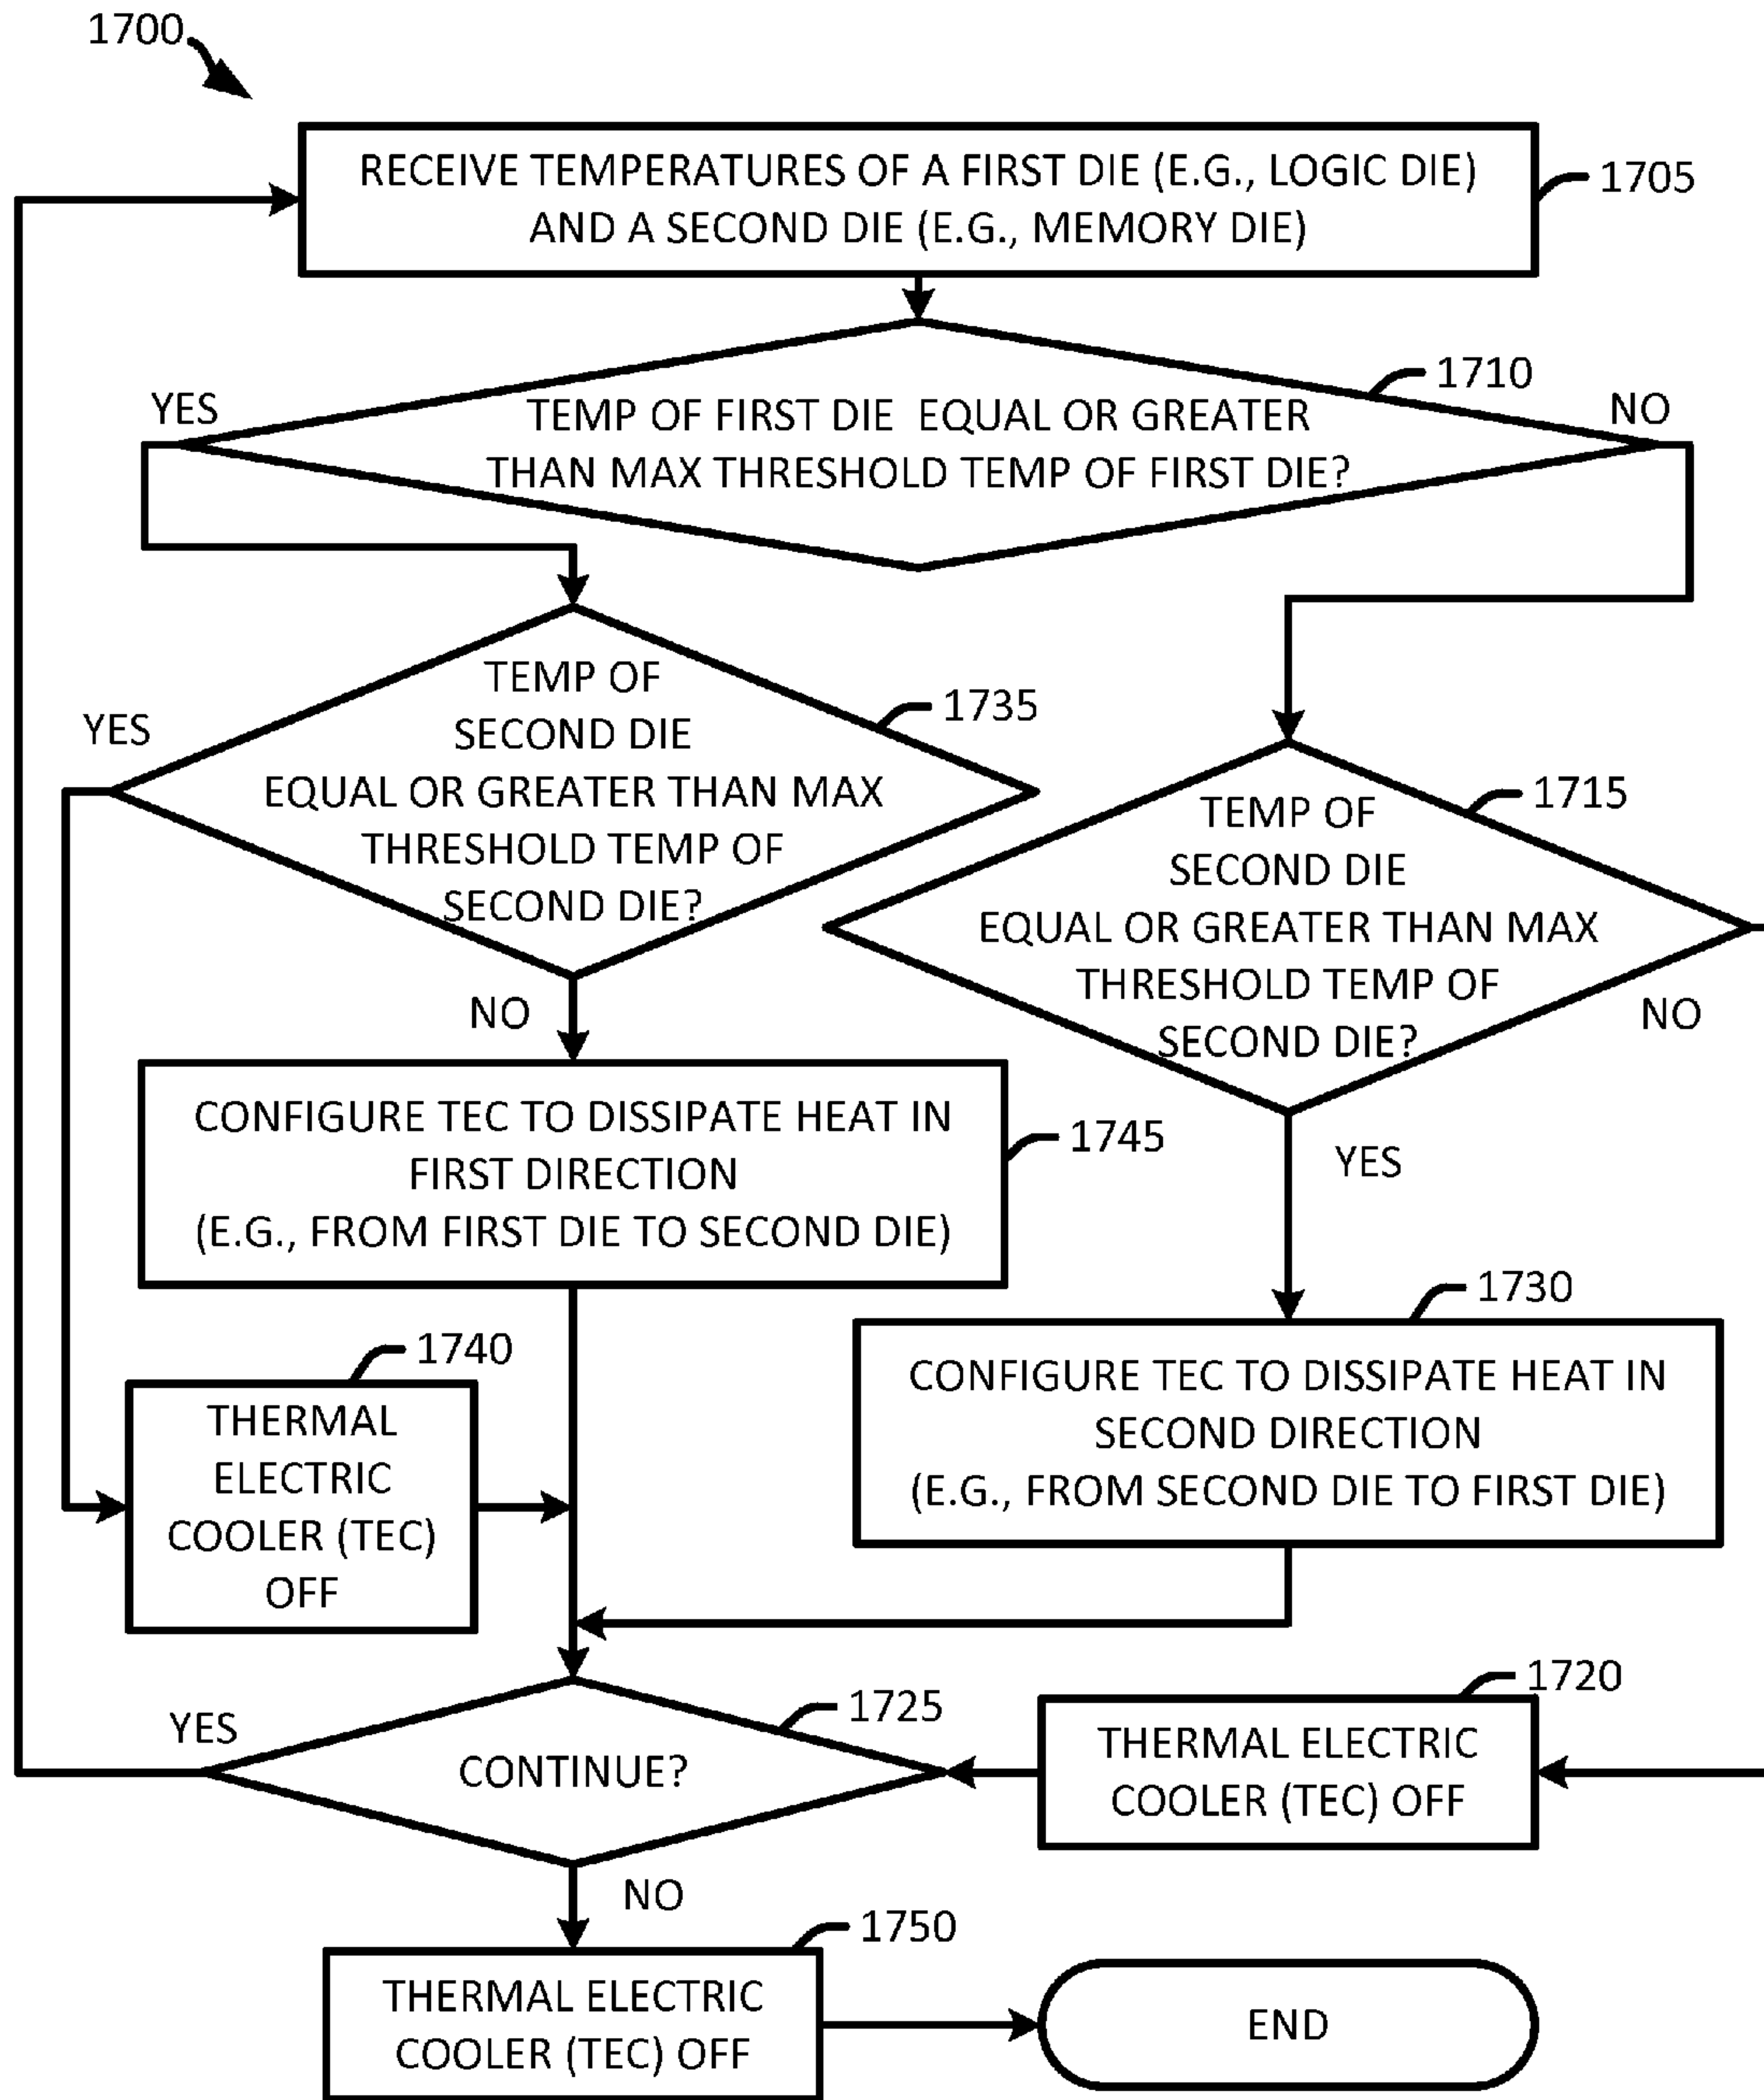 1700
RECEIVE TEMPERATURES OF A FIRST DIE (E.G., LOGIC DIE)
AND A SECOND DIE (E.G., MEMORY DIE)
1705
1710
YES
NO
TEMP OF FIRST DIE EQUAL OR GREATER
THAN MAX THRESHOLD TEMP OF FIRST DIE?
TEMP OF
SECOND DIE
EQUAL OR GREATER THAN MAX
THRESHOLD TEMP OF
SECOND DIE?
1735
YES
NO
TEMP OF
SECOND DIE
EQUAL OR GREATER THAN MAX
THRESHOLD TEMP OF
SECOND DIE?
1715
NO
YES
CONFIGURE TEC TO DISSIPATE HEAT IN
FIRST DIRECTION
(E.G., FROM FIRST DIE TO SECOND DIE)
1745
1730
CONFIGURE TEC TO DISSIPATE HEAT IN
SECOND DIRECTION
(E.G., FROM SECOND DIE TO FIRST DIE)
1740
THERMAL
ELECTRIC
COOLER (TEC)
OFF
YES
1725
CONTINUE?
NO
1720
THERMAL ELECTRIC
COOLER (TEC) OFF
1750
THERMAL ELECTRIC
COOLER (TEC) OFF
END